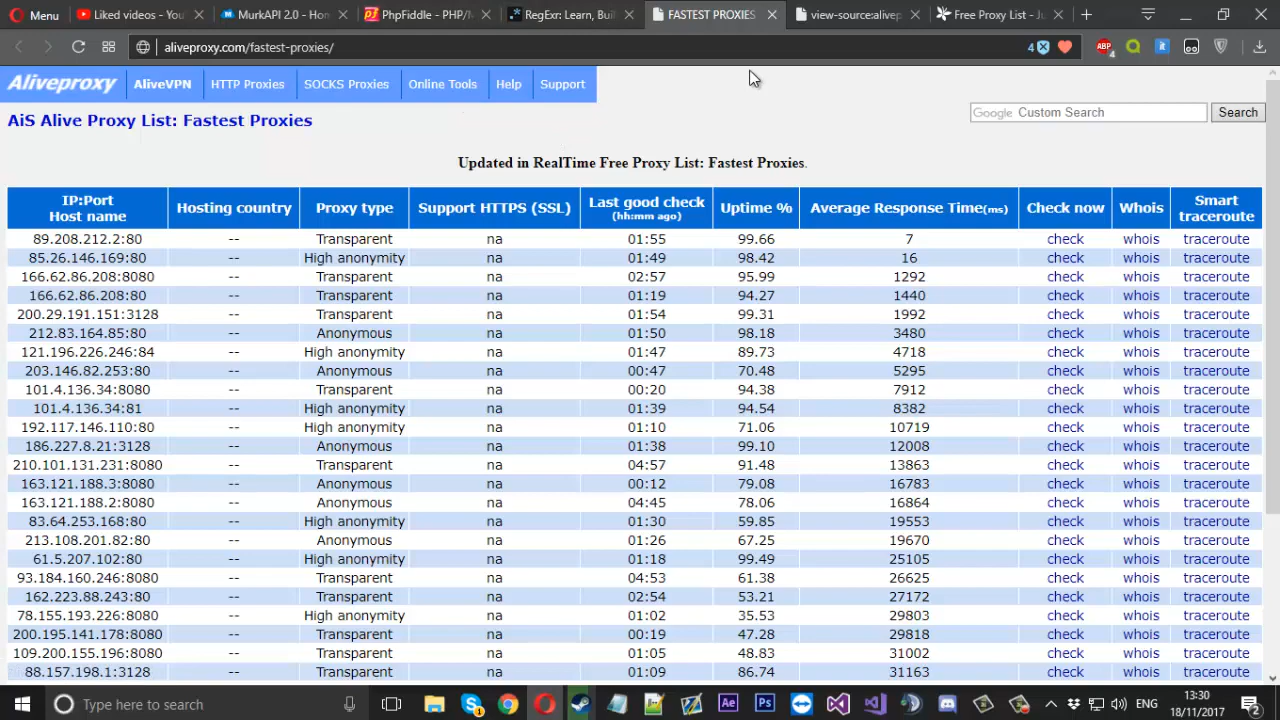 Menu Liked videos - You MurkAPI 2.0 - Hon PhpFiddle - PHP/M RegExr: Learn, Buil FASTEST PROXIES view-source:alivep Free Proxy List - Ju
aliveproxy.com/fastest-proxies/ 4 ABP 4
Aliveproxy AliveVPN HTTP Proxies SOCKS Proxies Online Tools Help Support
Google Custom Search Search
AiS Alive Proxy List: Fastest Proxies
Updated in RealTime Free Proxy List: Fastest Proxies.
IP:Port Host name Hosting country Proxy type Support HTTPS (SSL) Last good check (hh:mm ago) Uptime % Average Response Time(ms) Check now Whois Smart traceroute
89.208.212.2:80 -- Transparent na 01:55 99.66 7 check whois traceroute
85.26.146.169:80 -- High anonymity na 01:49 98.42 16 check whois traceroute
166.62.86.208:8080 -- Transparent na 02:57 95.99 1292 check whois traceroute
166.62.86.208:80 -- Transparent na 01:19 94.27 1440 check whois traceroute
200.29.191.151:3128 -- Transparent na 01:54 99.31 1992 check whois traceroute
212.83.164.85:80 -- Anonymous na 01:50 98.18 3480 check whois traceroute
121.196.226.246:84 -- High anonymity na 01:47 89.73 4718 check whois traceroute
203.146.82.253:80 -- Anonymous na 00:47 70.48 5295 check whois traceroute
101.4.136.34:8080 -- Transparent na 00:20 94.38 7912 check whois traceroute
101.4.136.34:81 -- High anonymity na 01:39 94.54 8382 check whois traceroute
192.117.146.110:80 -- High anonymity na 01:10 71.06 10719 check whois traceroute
186.227.8.21:3128 -- Anonymous na 01:38 99.10 12008 check whois traceroute
210.101.131.231:8080 -- Transparent na 04:57 91.48 13863 check whois traceroute
163.121.188.3:8080 -- Anonymous na 00:12 79.08 16783 check whois traceroute
163.121.188.2:8080 -- Anonymous na 04:45 78.06 16864 check whois traceroute
83.64.253.168:80 -- High anonymity na 01:30 59.85 19553 check whois traceroute
213.108.201.82:80 -- Anonymous na 01:26 67.25 19670 check whois traceroute
61.5.207.102:80 -- High anonymity na 01:18 99.49 25105 check whois traceroute
93.184.160.246:8080 -- Transparent na 04:53 61.38 26625 check whois traceroute
162.223.88.243:80 -- Transparent na 02:54 53.21 27172 check whois traceroute
78.155.193.226:8080 -- High anonymity na 01:02 35.53 29803 check whois traceroute
200.195.141.178:8080 -- Transparent na 00:19 47.28 29818 check whois traceroute
109.200.155.196:8080 -- Transparent na 01:05 48.83 31002 check whois traceroute
88.157.198.1:3128 -- Transparent na 01:09 86.74 31163 check whois traceroute
Type here to search Ae Ps ENG 13:30
18/11/2017 2